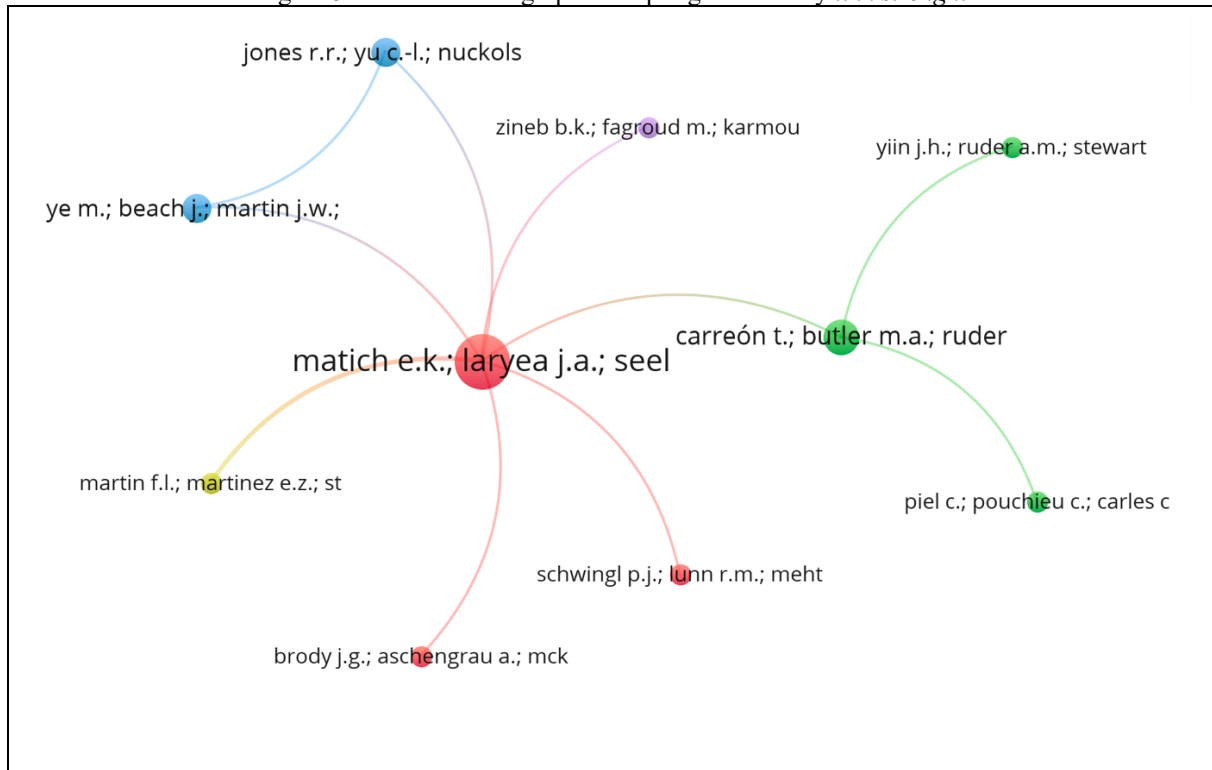 jones r.r.; yu c.-l.; nuckols
zineb b.k.; fagroud m.; karmou
yiin j.h.; ruder a.m.; stewart
ye m.; beach j.; martin j.w.;
carreón t.; butler m.a.; ruder
matich e.k.; laryea j.a.; seel
martin f.l.; martinez e.z.; st
piel c.; pouchieu c.; carles c
schwingl p.j.; lunn r.m.; meht
brody j.g.; aschengrau a.; mck